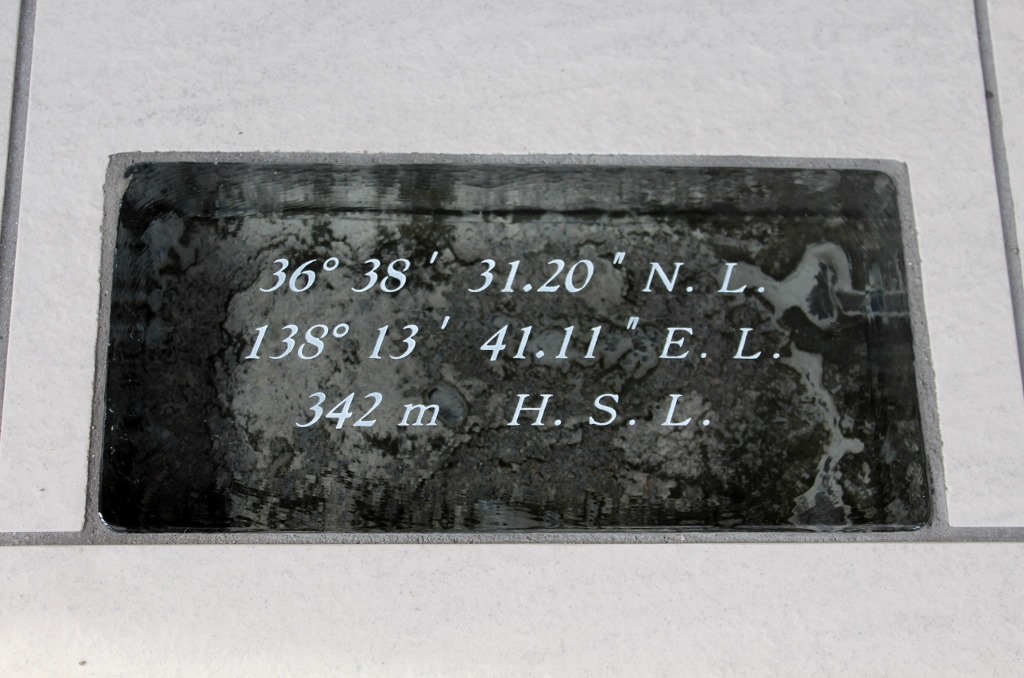 36° 38' 31.20" N. L.
138° 13' 41.11" E. L.
342 m H. S. L.